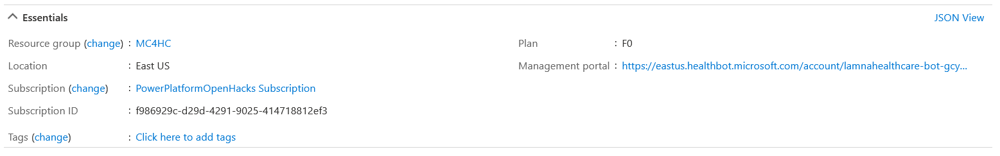 Essentials
JSON View
Resource group (change) : MC4HC
Plan : F0
Location : East US
Management portal : https://eastus.healthbot.microsoft.com/account/lamnahealthcare-bot-gcy...
Subscription (change) : PowerPlatformOpenHacks Subscription
Subscription ID : f986929c-d29d-4291-9025-414718812ef3
Tags (change) : Click here to add tags